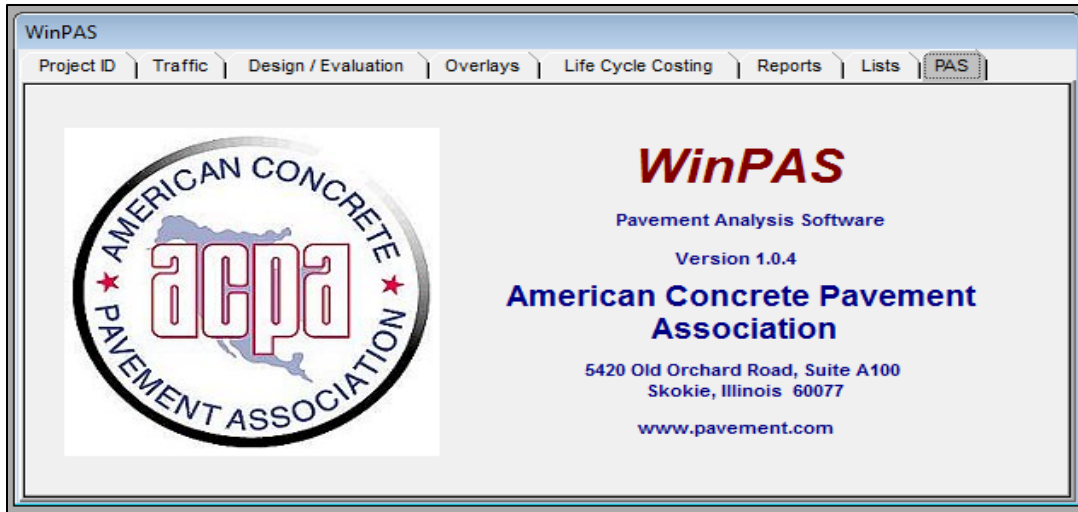 WinPAS
Project ID Traffic Design / Evaluation Overlays Life Cycle Costing Reports Lists PAS
AMERICAN CONCRETE
acpa
PAVEMENT ASSOCIATION
WinPAS
Pavement Analysis Software
Version 1.0.4
American Concrete Pavement
Association
5420 Old Orchard Road, Suite A100
Skokie, Illinois 60077
www.pavement.com